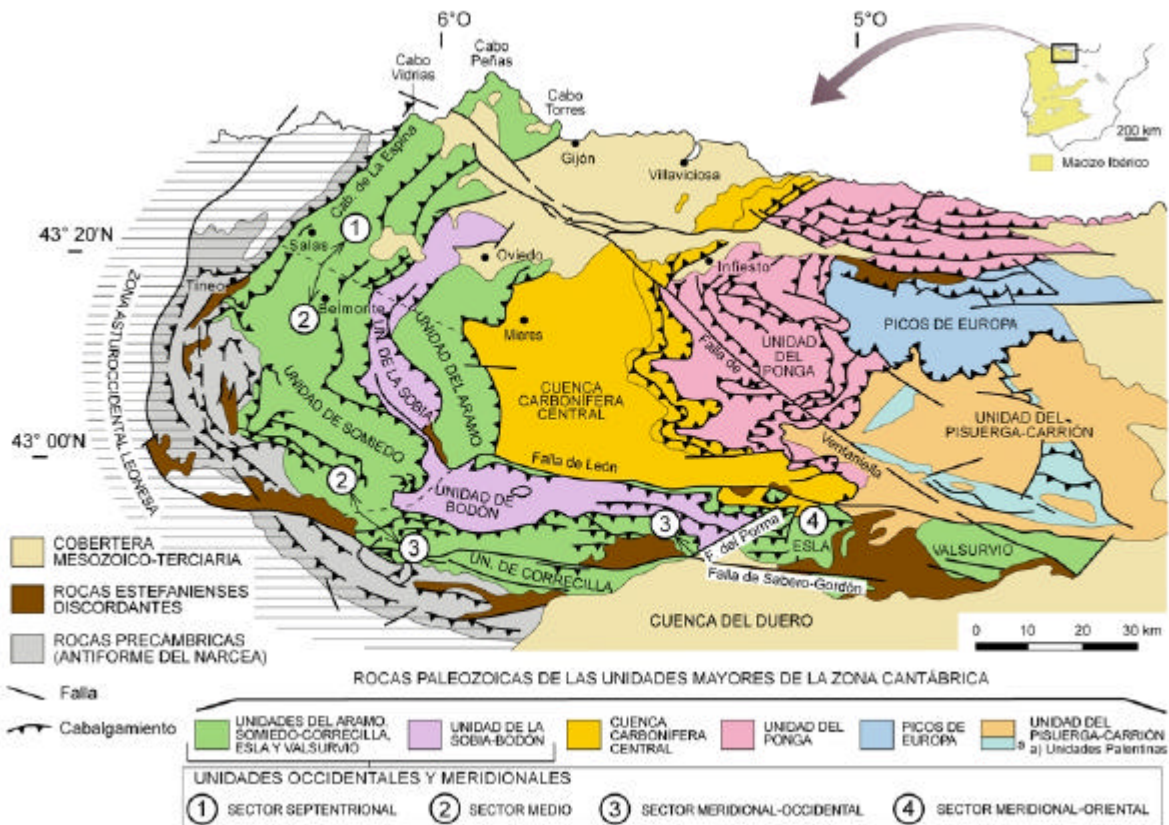 6°O
5°O
Cabo
Peñas
Cabo
Vidrias
Cabo
Torres
200 km
Macizo Ibérico
Gijón
Villaviciosa
Cab. de La Espina
1
43° 20'N
Salas
Oviedo
Infiesto
Tineo
Belmonte
2
Mieres
PICOS DE EUROPA
ZONA ASTUROCCIDENTAL LEONESA
UN. DE LA SOBIA
UNIDAD DEL ARAMO
UNIDAD
DEL
PONGA
Falla de
Ventaniella
CUENCA
CARBONÍFERA
CENTRAL
UNIDAD DE SOMIEDO
UNIDAD DEL
PISUERGA-CARRIÓN
43° 00'N
Falla de León
2
UNIDAD DE
BODÓN
3
3
4
F. del Porma
ESLA
VALSURVIO
UN. DE CORRECILLA
Falla de Sabero-Gordón
CUENCA DEL DUERO
COBERTERA
MESOZOICO-TERCIARIA
ROCAS ESTEFANIENSES
DISCORDANTES
ROCAS PRECÁMBRICAS
(ANTIFORME DEL NARCEA)
0 10 20 30 km
Falla
Cabalgamiento
ROCAS PALEOZOICAS DE LAS UNIDADES MAYORES DE LA ZONA CANTÁBRICA
UNIDADES DEL ARAMO,
SOMIEDO-CORRECILLA,
ESLA Y VALSURVIO
UNIDAD DE LA
SOBIA-BODÓN
CUENCA
CARBONÍFERA
CENTRAL
UNIDAD DEL
PONGA
PICOS DE
EUROPA
UNIDAD DEL
PISUERGA-CARRIÓN
a a) Unidades Palentinas
UNIDADES OCCIDENTALES Y MERIDIONALES
1 SECTOR SEPTENTRIONAL
2 SECTOR MEDIO
3 SECTOR MERIDIONAL-OCCIDENTAL
4 SECTOR MERIDIONAL-ORIENTAL